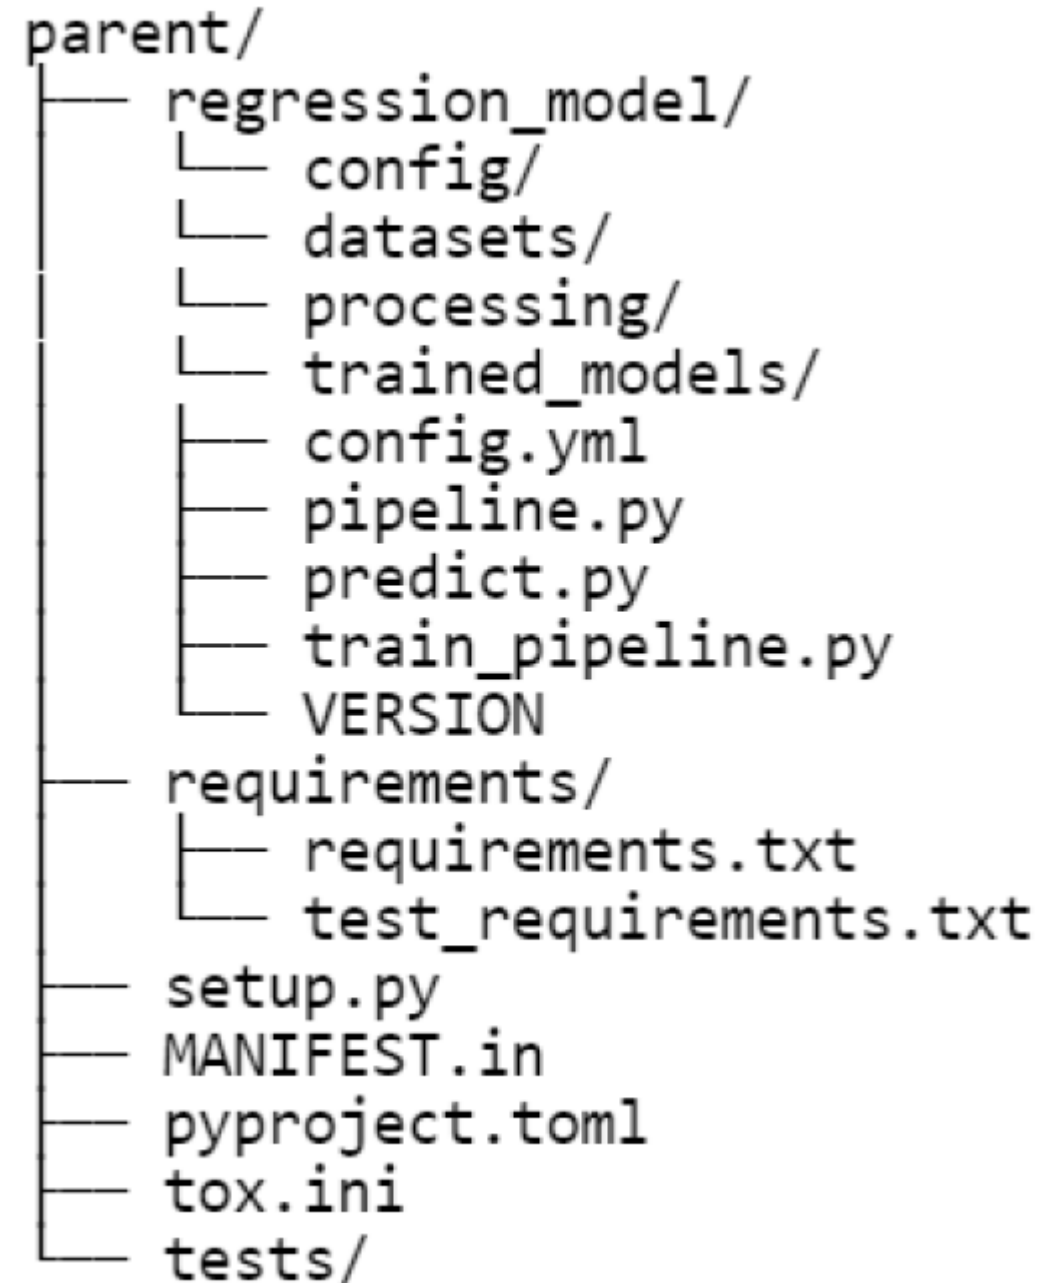 parent/
├── regression_model/
│   └── config/
│   └── datasets/
│   └── processing/
│   └── trained_models/
│   ├── config.yml
│   ├── pipeline.py
│   ├── predict.py
│   ├── train_pipeline.py
│   └── VERSION
├── requirements/
│   ├── requirements.txt
│   └── test_requirements.txt
├── setup.py
├── MANIFEST.in
├── pyproject.toml
├── tox.ini
└── tests/